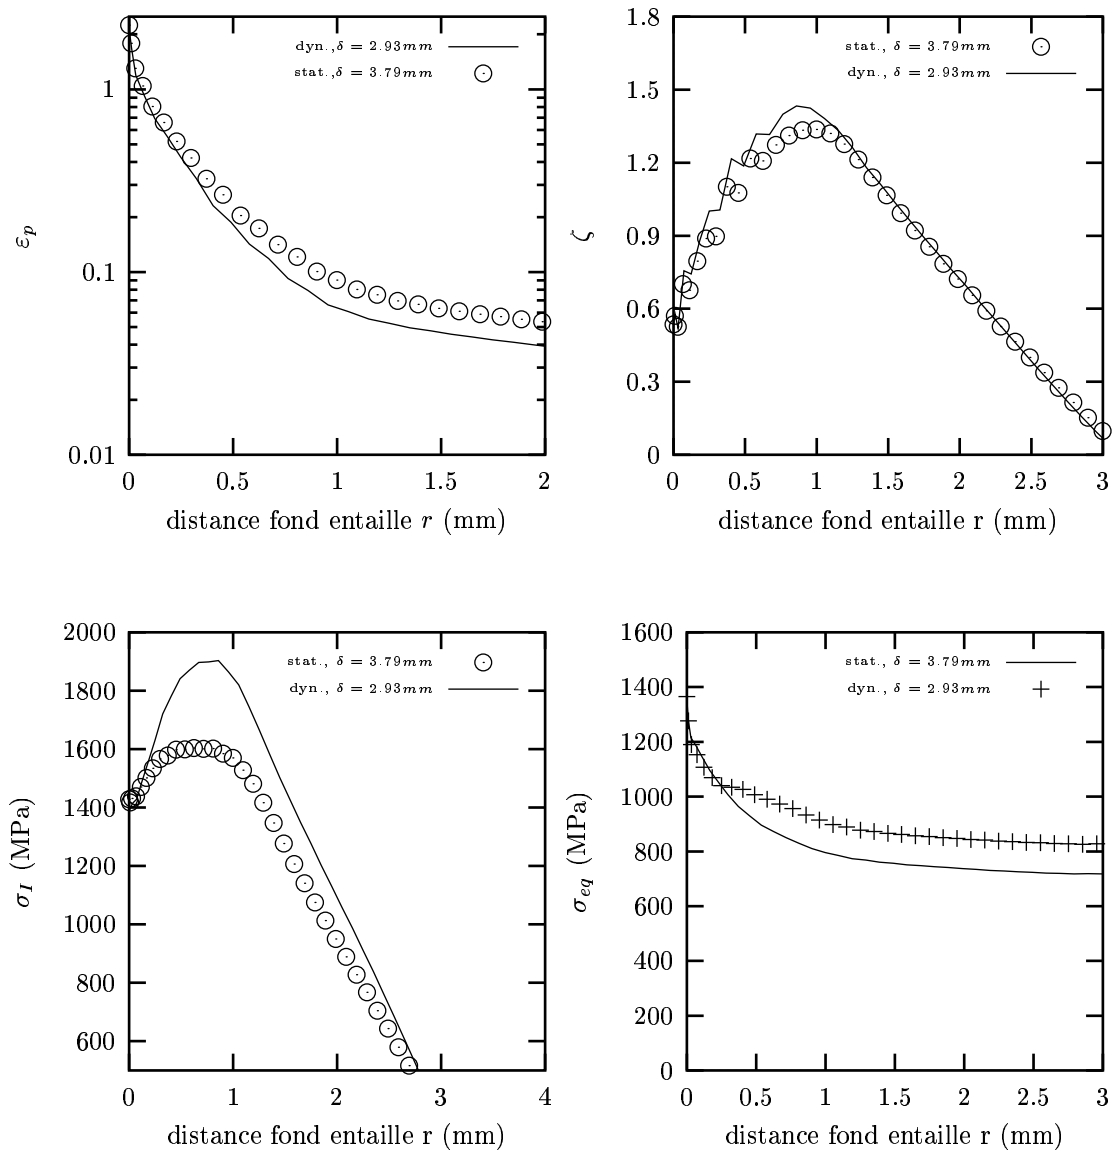 dyn.,δ = 2.93mm
stat.,δ = 3.79mm
1
0.1
0.01
ε_p
0 0.5 1 1.5 2
distance fond entaille r (mm)
stat., δ = 3.79mm
dyn., δ = 2.93mm
1.8
1.5
1.2
0.9
0.6
0.3
0
ζ
0 0.5 1 1.5 2 2.5 3
distance fond entaille r (mm)
stat., δ = 3.79mm
dyn., δ = 2.93mm
2000
1800
1600
1400
1200
1000
800
600
σ_I (MPa)
0 1 2 3 4
distance fond entaille r (mm)
stat., δ = 3.79mm
dyn., δ = 2.93mm
1600
1400
1200
1000
800
600
400
200
0
σ_eq (MPa)
0 0.5 1 1.5 2 2.5 3
distance fond entaille r (mm)